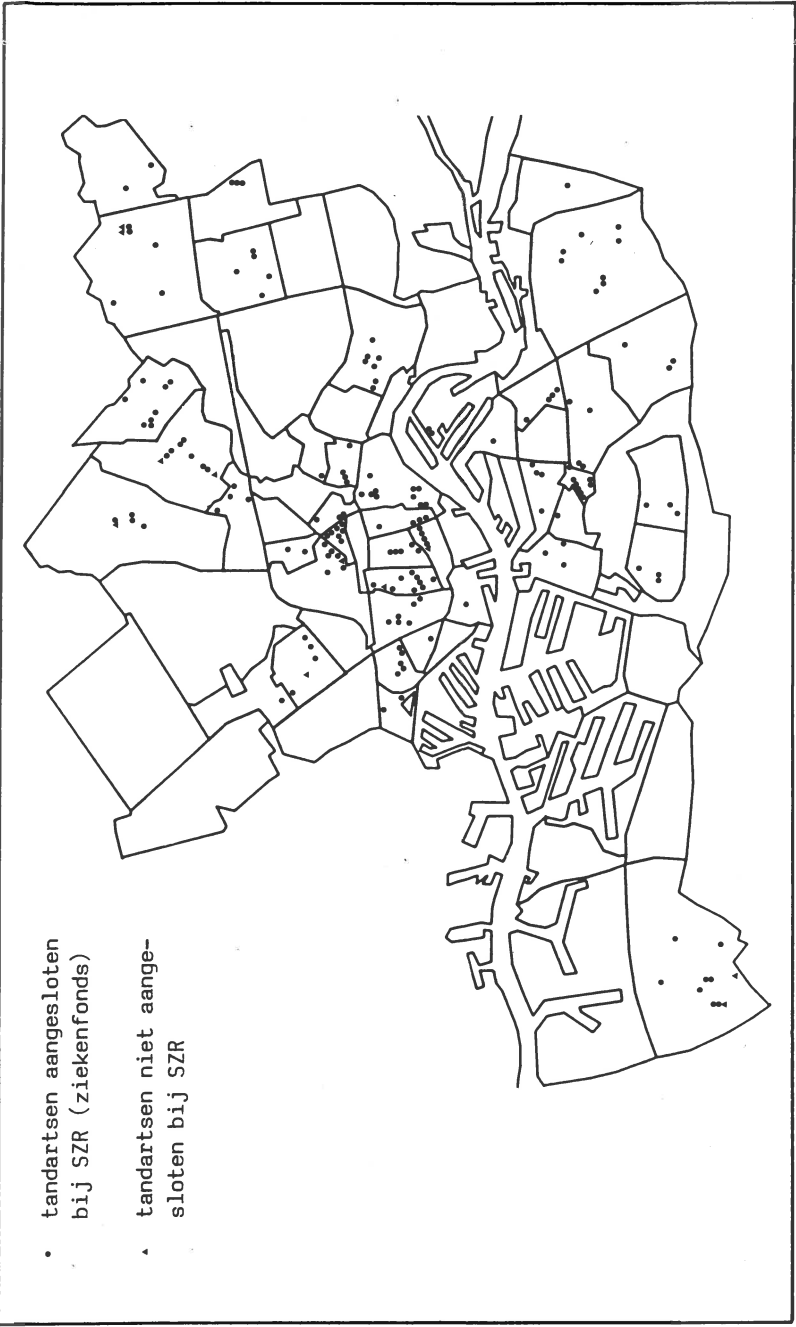 tandartsen aangesloten
bij SZR (ziekenfonds)
tandartsen niet aange-
sloten bij SZR